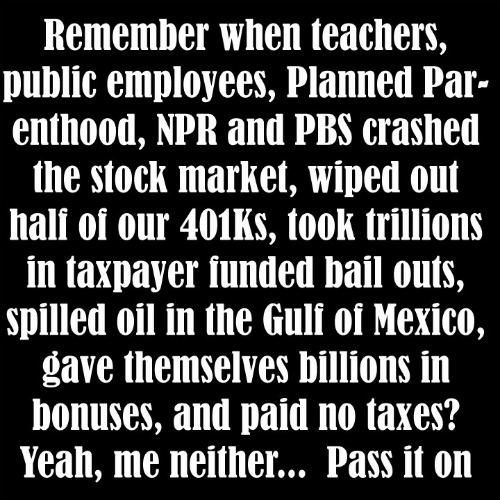 Remember when teachers,
public employees, Planned Par-
enthood, NPR and PBS crashed
the stock market, wiped out
half of our 401Ks, took trillions
in taxpayer funded bail outs,
spilled oil in the Gulf of Mexico,
gave themselves billions in
bonuses, and paid no taxes?
Yeah, me neither... Pass it on